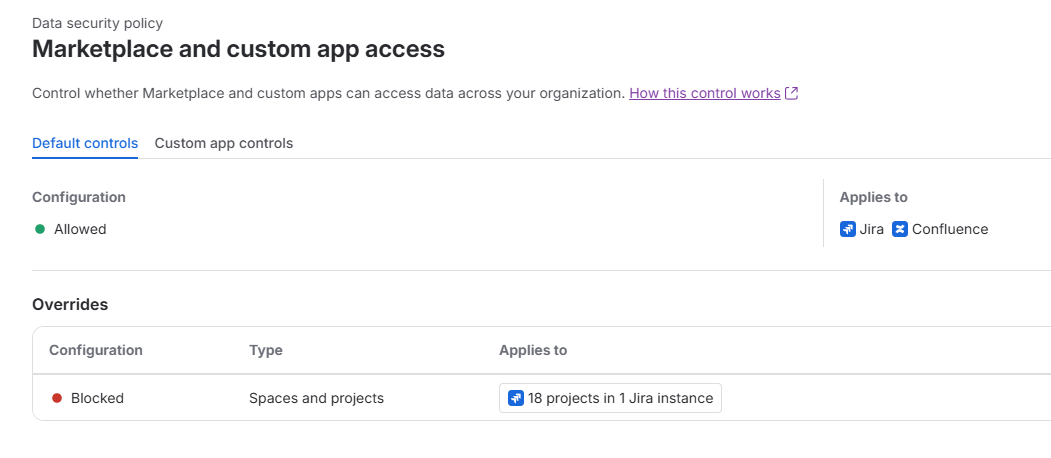 Data security policy
Marketplace and custom app access
Control whether Marketplace and custom apps can access data across your organization. How this control works
Default controls Custom app controls
Configuration Applies to
Allowed Jira Confluence
Overrides
Configuration Type Applies to
Blocked Spaces and projects 18 projects in 1 Jira instance